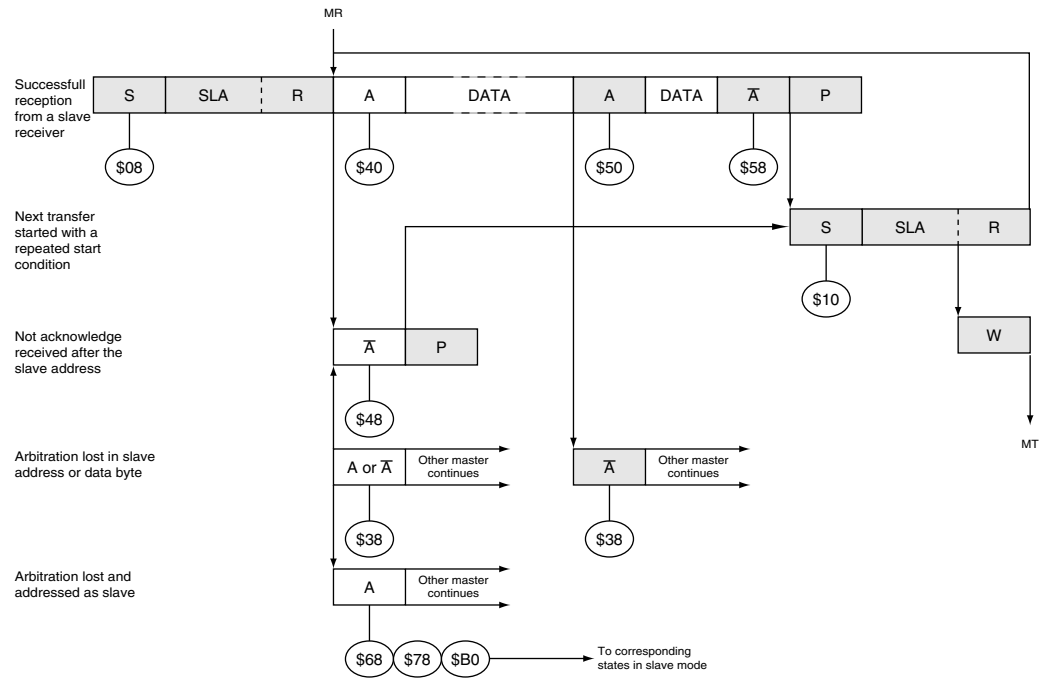 MR
Successfull
reception
from a slave
receiver
S SLA R A DATA A DATA A̅ P
$08 $40 $50 $58
Next transfer
started with a
repeated start
condition
S SLA R
$10
Not acknowledge
received after the
slave address
A̅ P
W
$48
MT
Arbitration lost in slave
address or data byte
A or A̅
Other master
continues
A̅
Other master
continues
$38 $38
Arbitration lost and
addressed as slave
A
Other master
continues
$68 $78 $B0
To corresponding
states in slave mode